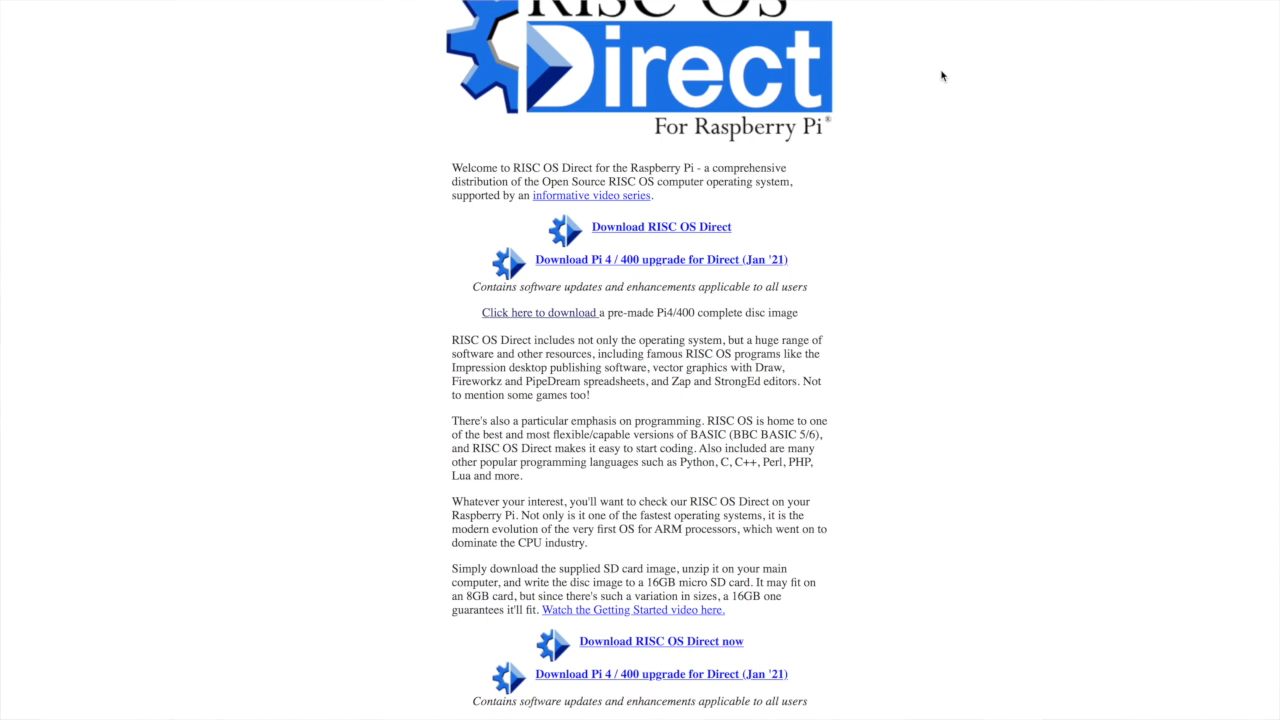 RISC OS
Direct
For Raspberry Pi®
Welcome to RISC OS Direct for the Raspberry Pi - a comprehensive
distribution of the Open Source RISC OS computer operating system,
supported by an informative video series.
Download RISC OS Direct
Download Pi 4 / 400 upgrade for Direct (Jan '21)
Contains software updates and enhancements applicable to all users
Click here to download a pre-made Pi4/400 complete disc image
RISC OS Direct includes not only the operating system, but a huge range of
software and other resources, including famous RISC OS programs like the
Impression desktop publishing software, vector graphics with Draw,
Fireworkz and PipeDream spreadsheets, and Zap and StrongEd editors. Not
to mention some games too!
There's also a particular emphasis on programming. RISC OS is home to one
of the best and most flexible/capable versions of BASIC (BBC BASIC 5/6),
and RISC OS Direct makes it easy to start coding. Also included are many
other popular programming languages such as Python, C, C++, Perl, PHP,
Lua and more.
Whatever your interest, you'll want to check our RISC OS Direct on your
Raspberry Pi. Not only is it one of the fastest operating systems, it is the
modern evolution of the very first OS for ARM processors, which went on to
dominate the CPU industry.
Simply download the supplied SD card image, unzip it on your main
computer, and write the disc image to a 16GB micro SD card. It may fit on
an 8GB card, but since there's such a variation in sizes, a 16GB one
guarantees it'll fit. Watch the Getting Started video here.
Download RISC OS Direct now
Download Pi 4 / 400 upgrade for Direct (Jan '21)
Contains software updates and enhancements applicable to all users